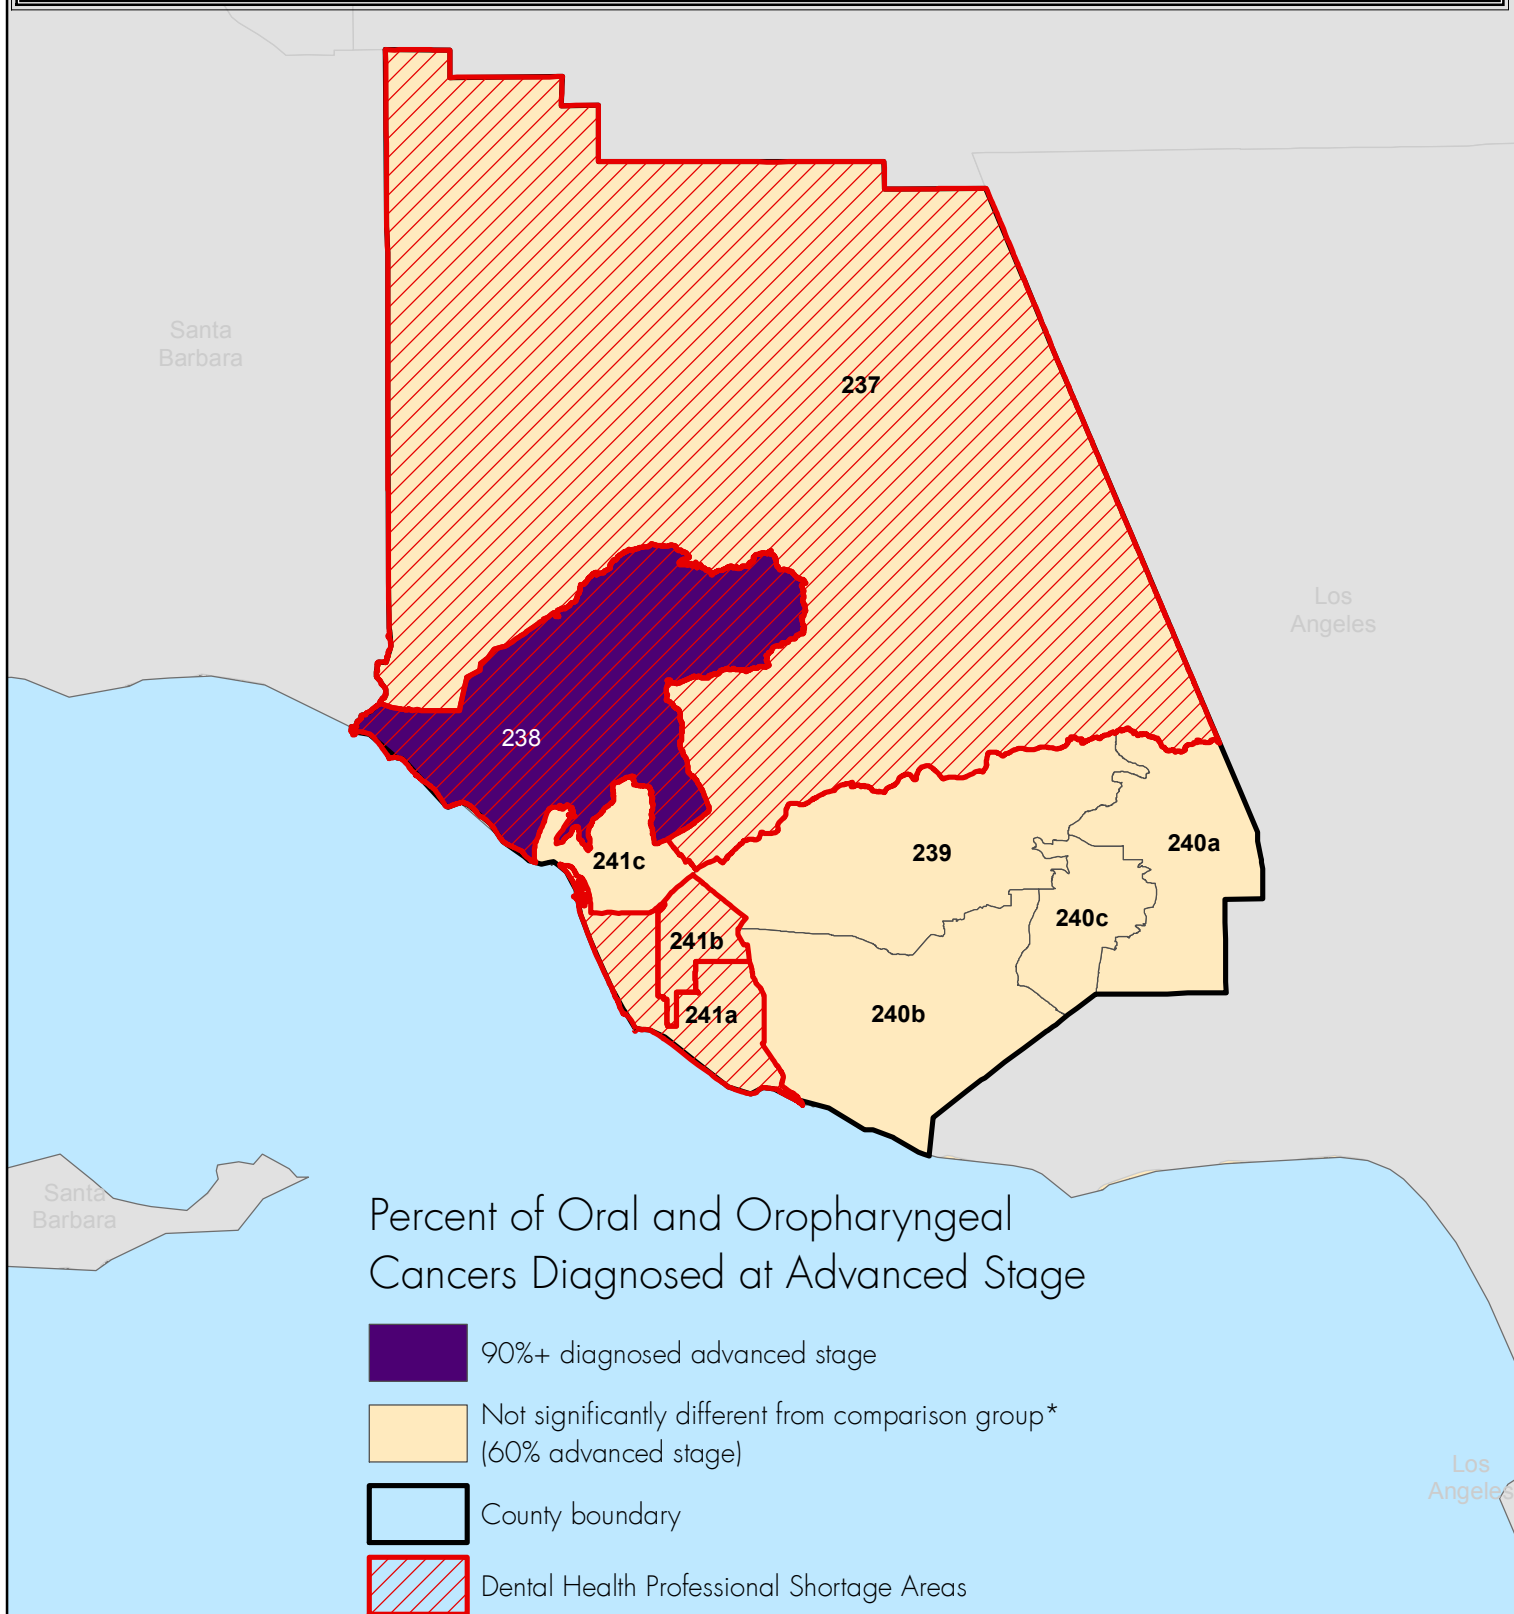 Santa
Barbara
237
Los
Angeles
238
239
240a
241c
240c
241b
240b
241a
Santa
Barbara
Percent of Oral and Oropharyngeal
Cancers Diagnosed at Advanced Stage
90%+ diagnosed advanced stage
Not significantly different from comparison group*
(60% advanced stage)
County boundary
Los
Angeles
Dental Health Professional Shortage Areas